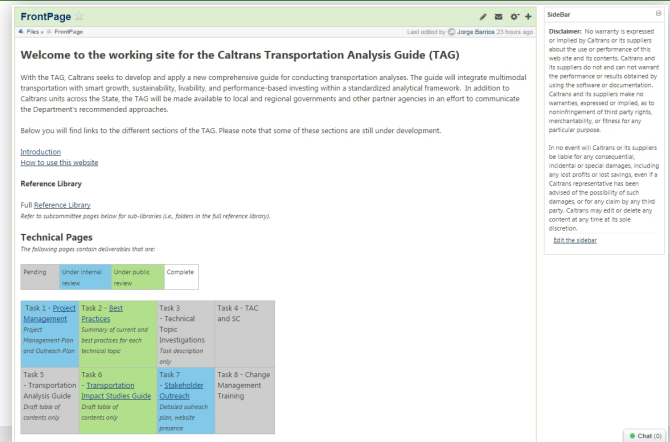 FrontPage
Files FrontPage
Last edited by Jorge Barrios 23 hours ago
Welcome to the working site for the Caltrans Transportation Analysis Guide (TAG)
With the TAG, Caltrans seeks to develop and apply a new comprehensive guide for conducting transportation analyses. The guide will integrate multimodal
transportation with smart growth, sustainability, livability, and performance-based investing within a standardized analytical framework. In addition to
Caltrans units across the State, the TAG will be made available to local and regional governments and other partner agencies in an effort to communicate
the Department's recommended approaches.
Below you will find links to the different sections of the TAG. Please note that some of these sections are still under development.
Introduction
How to use this website
Reference Library
Full Reference Library
Refer to subcommittee pages below for sub-libraries (i.e., folders in the full reference library).
Technical Pages
The following pages contain deliverables that are:
Pending
Under internal
review
Under public
review
Complete
Task 1 - Project
Management
Project
Management Plan
and Outreach Plan
Task 2 - Best
Practices
Summary of current and
best practices for each
technical topic
Task 3
- Technical
Topic
Investigations
Task description
only
Task 4 - TAC
and SC
Task 5
- Transportation
Analysis Guide
Draft table of
contents only
Task 6
- Transportation
Impact Studies Guide
Draft table of
contents only
Task 7
- Stakeholder
Outreach
Detailed outreach
plan, website
presence
Task 8 - Change
Management
Training
SideBar
Disclaimer: No warranty is expressed
or implied by Caltrans or its suppliers
about the use or performance of this
web site and its contents. Caltrans and
its suppliers do not and can not warrant
the performance or results obtained by
using the software or documentation.
Caltrans and its suppliers make no
warranties, expressed or implied, as to
noninfringement of third party rights,
merchantability, or fitness for any
particular purpose.
In no event will Caltrans or its suppliers
be liable for any consequential,
incidental or special damages, including
any lost profits or lost savings, even if a
Caltrans representative has been
advised of the possibility of such
damages, or for any claim by any third
party. Caltrans may edit or delete any
content at any time at its sole
discretion.
Edit the sidebar
Chat (0)